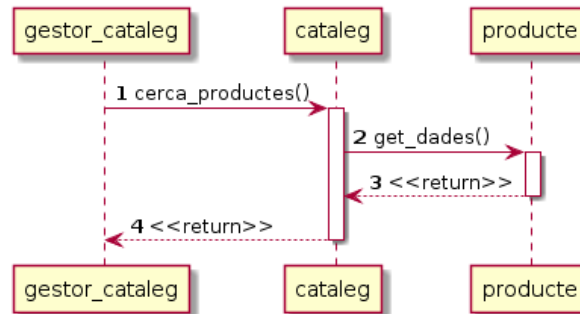 gestor_cataleg cataleg producte
1 cerca_productes()
2 get_dades()
3 <<return>>
4 <<return>>
gestor_cataleg cataleg producte